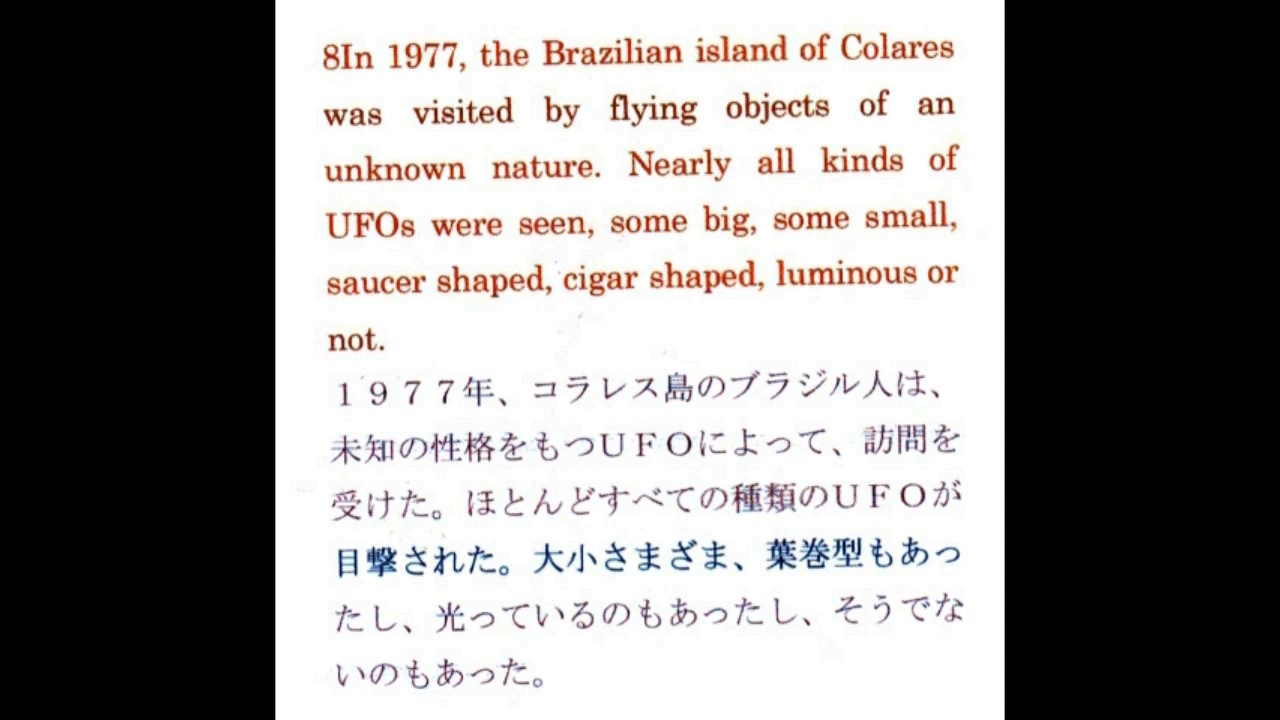 8In 1977, the Brazilian island of Colares
was visited by flying objects of an
unknown nature. Nearly all kinds of
UFOs were seen, some big, some small,
saucer shaped, cigar shaped, luminous or
not.
１９７７年、コラレス島のブラジル人は、
未知の性格をもつＵＦＯによって、訪問を
受けた。ほとんどすべての種類のＵＦＯが
目撃された。大小さまざま、葉巻型もあっ
たし、光っているのもあったし、そうでな
いのもあった。